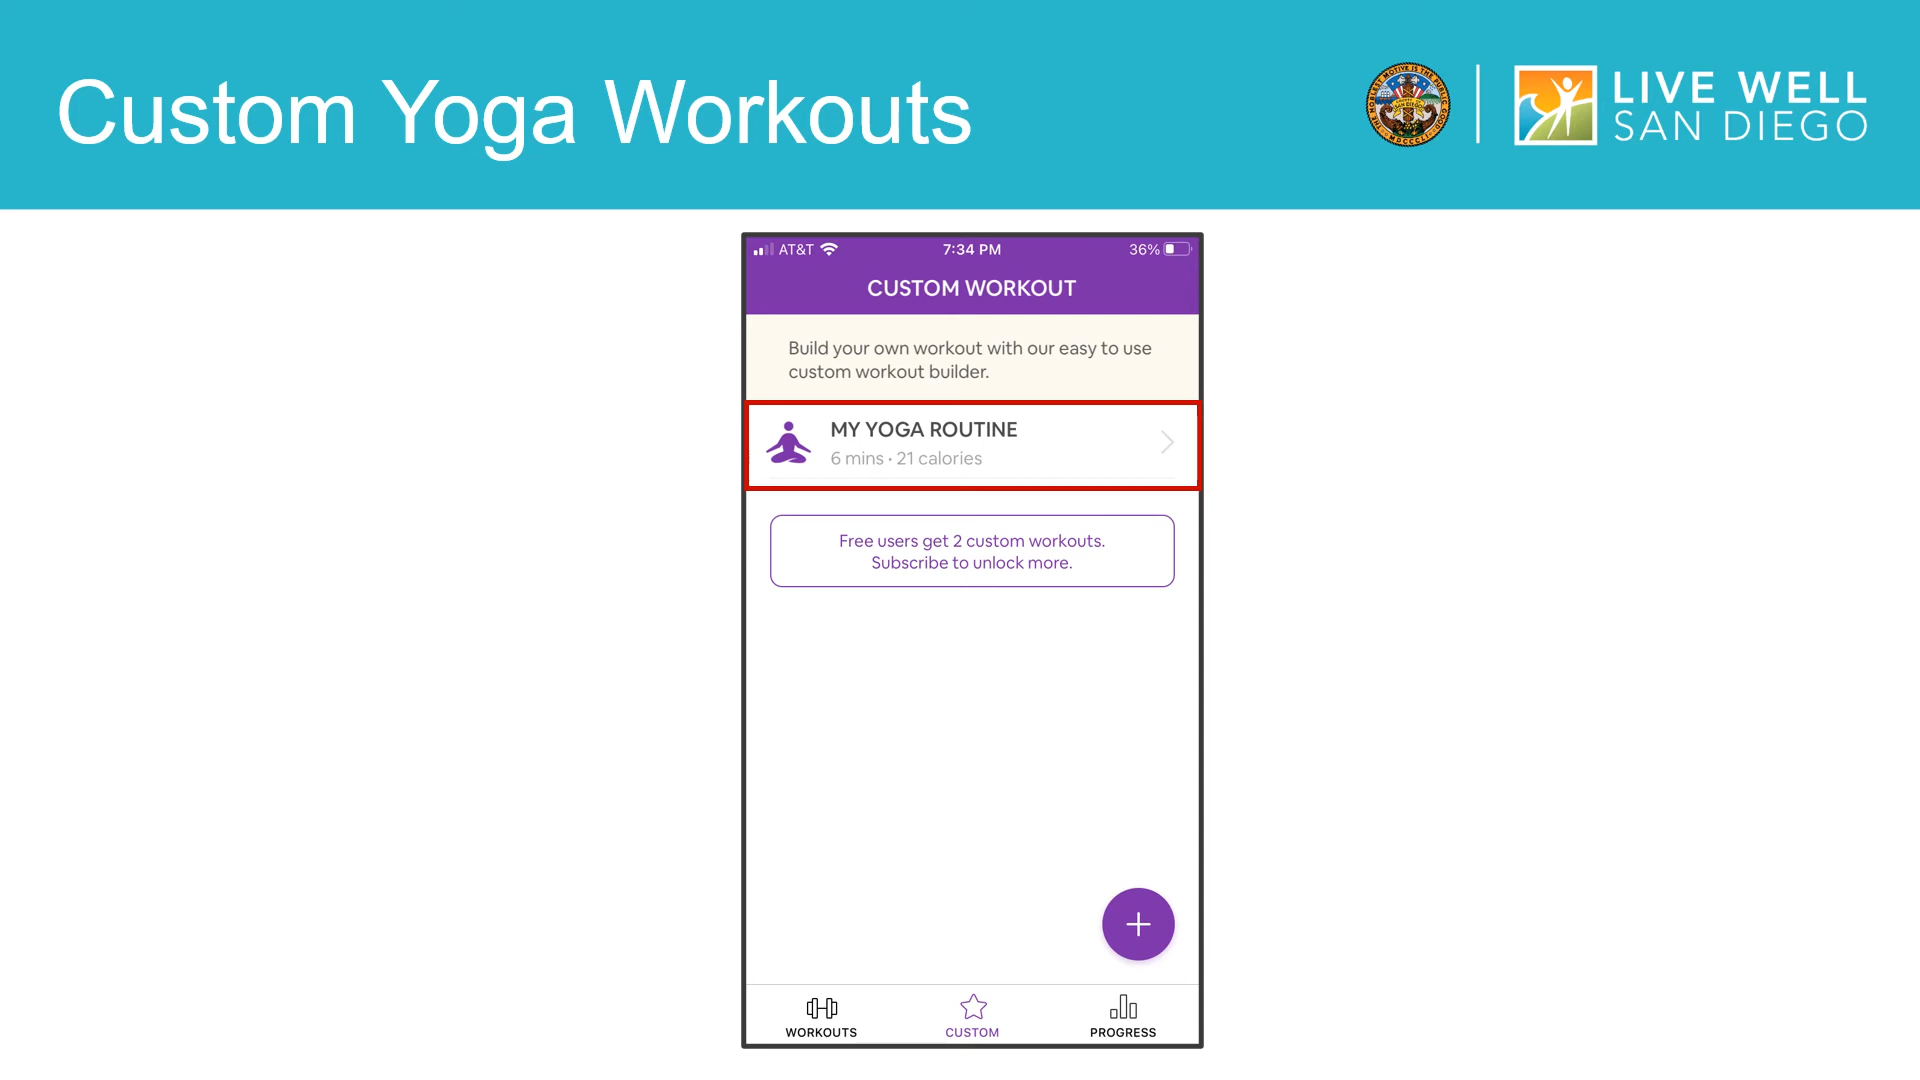 Custom Yoga Workouts
LIVE WELL
SAN DIEGO
AT&T
7:34 PM
36%
CUSTOM WORKOUT
Build your own workout with our easy to use
custom workout builder.
MY YOGA ROUTINE
6 mins • 21 calories
Free users get 2 custom workouts.
Subscribe to unlock more.
WORKOUTS
CUSTOM
PROGRESS